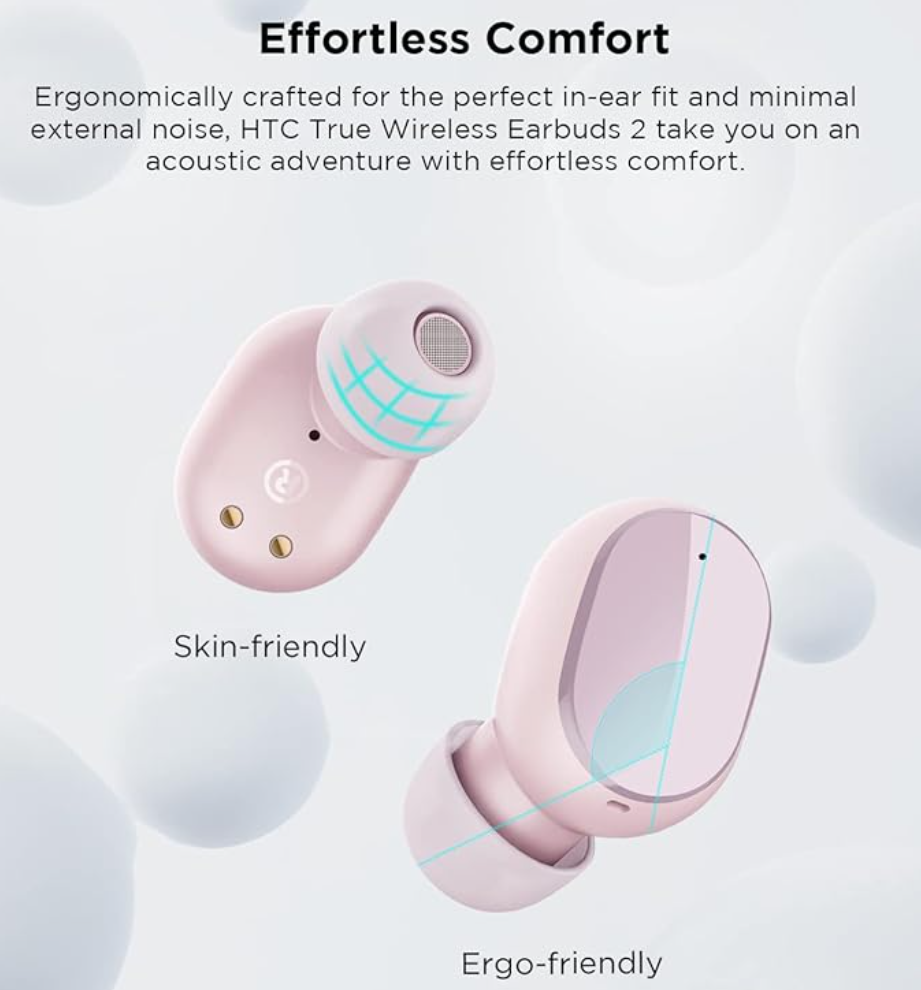 Effortless Comfort
Ergonomically crafted for the perfect in-ear fit and minimal
external noise, HTC True Wireless Earbuds 2 take you on an
acoustic adventure with effortless comfort.
R
Skin-friendly
Ergo-friendly